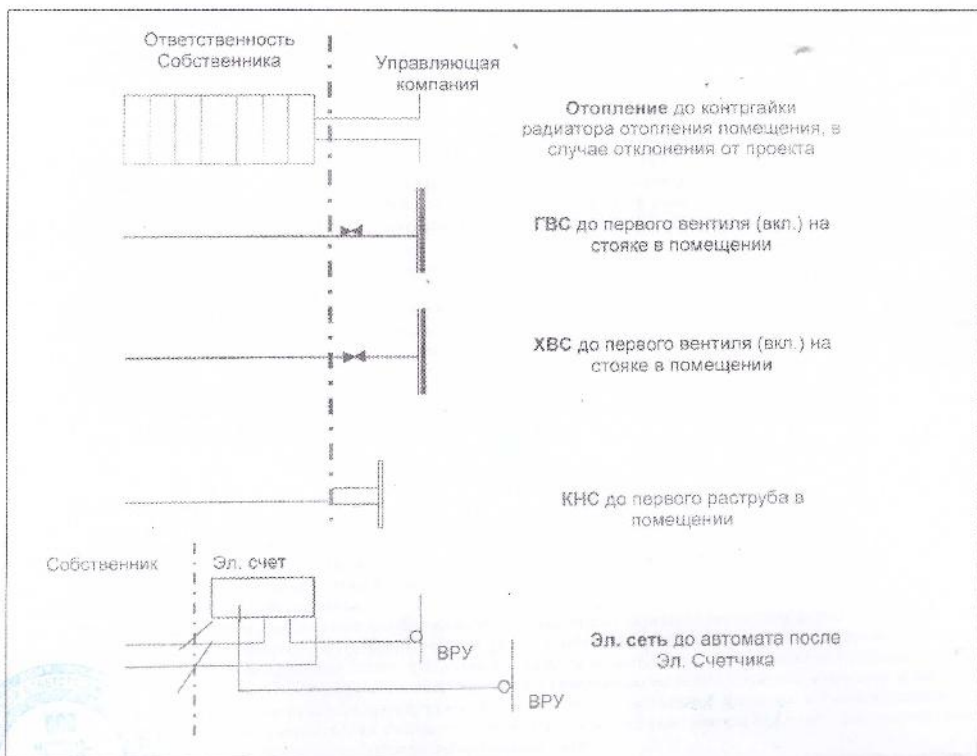 Ответственность
Собственника
Управляющая
компания
Отопление до контргайки
радиатора отопления помещения, в
случае отклонения от проекта
ГВС до первого вентиля (вкл.) на
стояке в помещении
ХВС до первого вентиля (вкл.) на
стояке в помещении
КНС до первого раструба в
помещении
Собственник
Эл. счет
ВРУ
Эл. сеть до автомата после
Эл. Счетчика
ВРУ